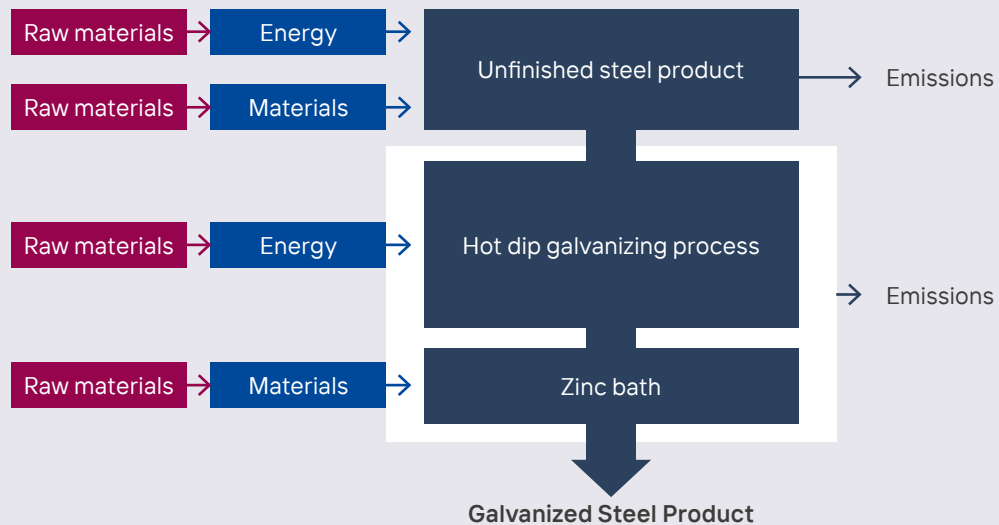 Raw materials
Energy
Unfinished steel product
Emissions
Raw materials
Materials
Raw materials
Energy
Hot dip galvanizing process
Emissions
Raw materials
Materials
Zinc bath
Galvanized Steel Product